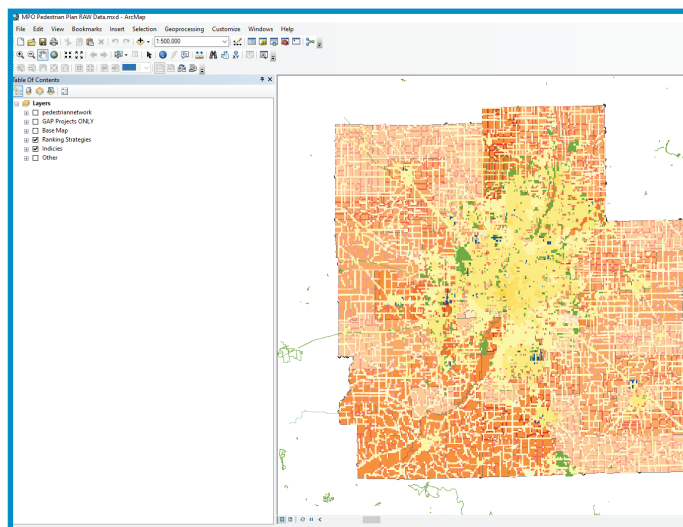 MPO Pedestrian Plan RAW Data.mxd - ArcMap
File Edit View Bookmarks Insert Selection Geoprocessing Customize Windows Help
1:500,000
Table Of Contents
Layers
pedestriannetwork
GAP Projects ONLY
Base Map
Ranking Strategies
Indicies
Other